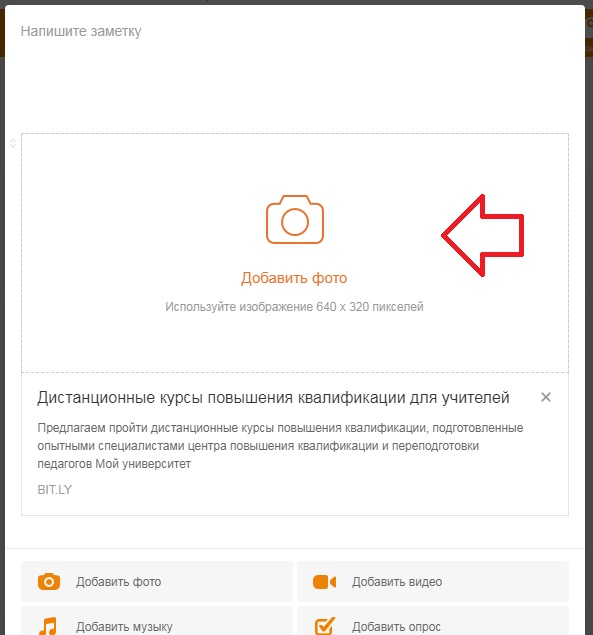 Напишите заметку
Добавить фото
Используйте изображение 640 x 320 пикселей
Дистанционные курсы повышения квалификации для учителей
Предлагаем пройти дистанционные курсы повышения квалификации, подготовленные
опытными специалистами центра повышения квалификации и переподготовки
педагогов Мой университет
BIT.LY
Добавить фото
Добавить видео
Добавить музыку
Добавить опрос